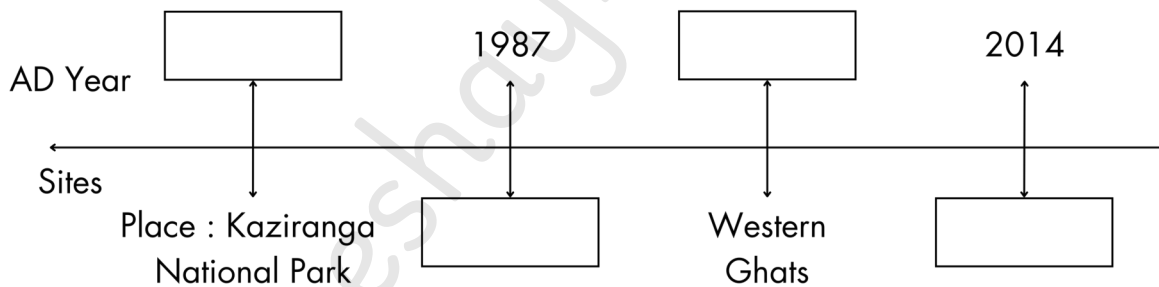 1987
2014
AD Year
Sites
Place : Kaziranga
National Park
Western
Ghats